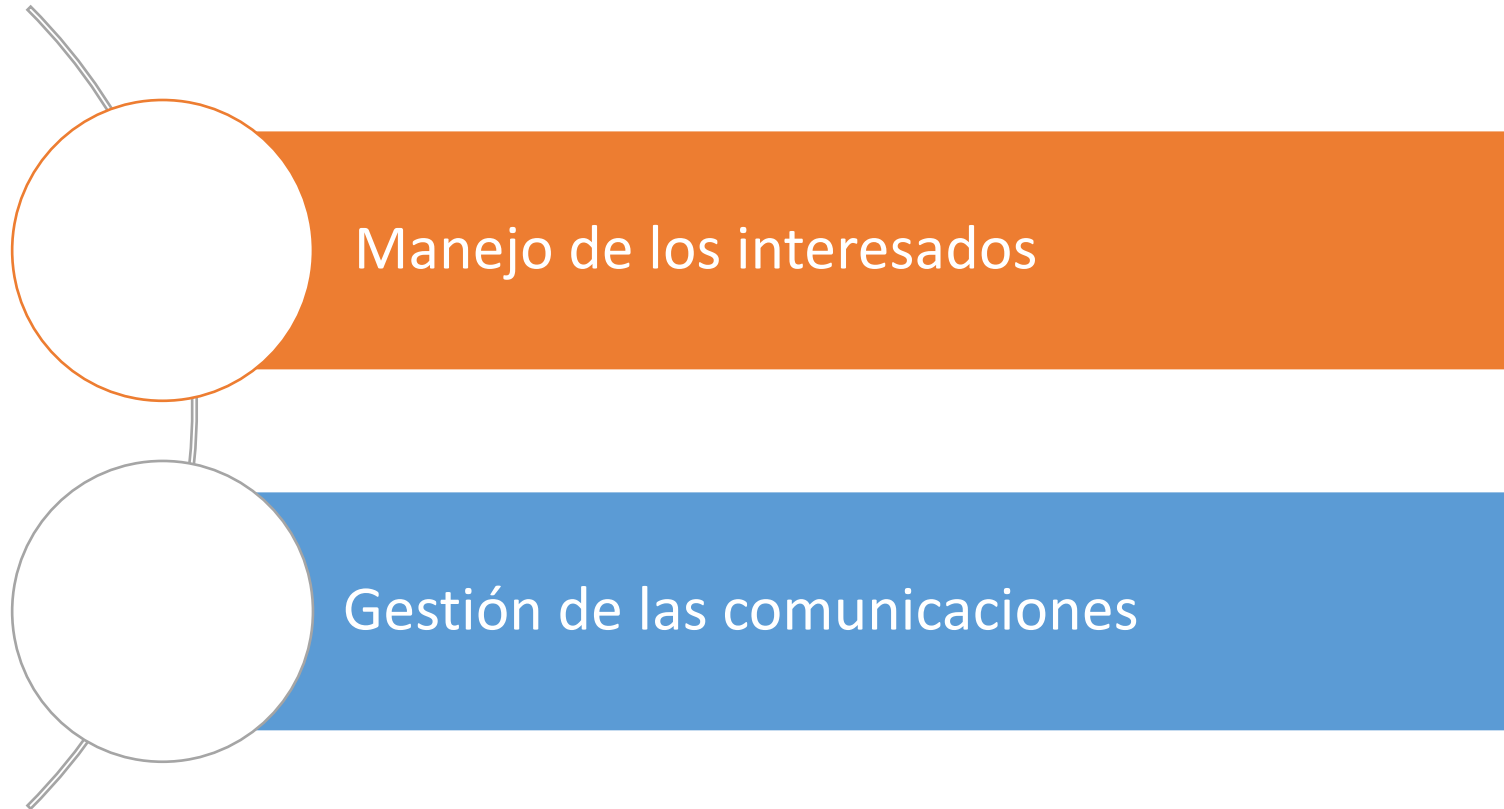 Manejo de los interesados
Gestión de las comunicaciones